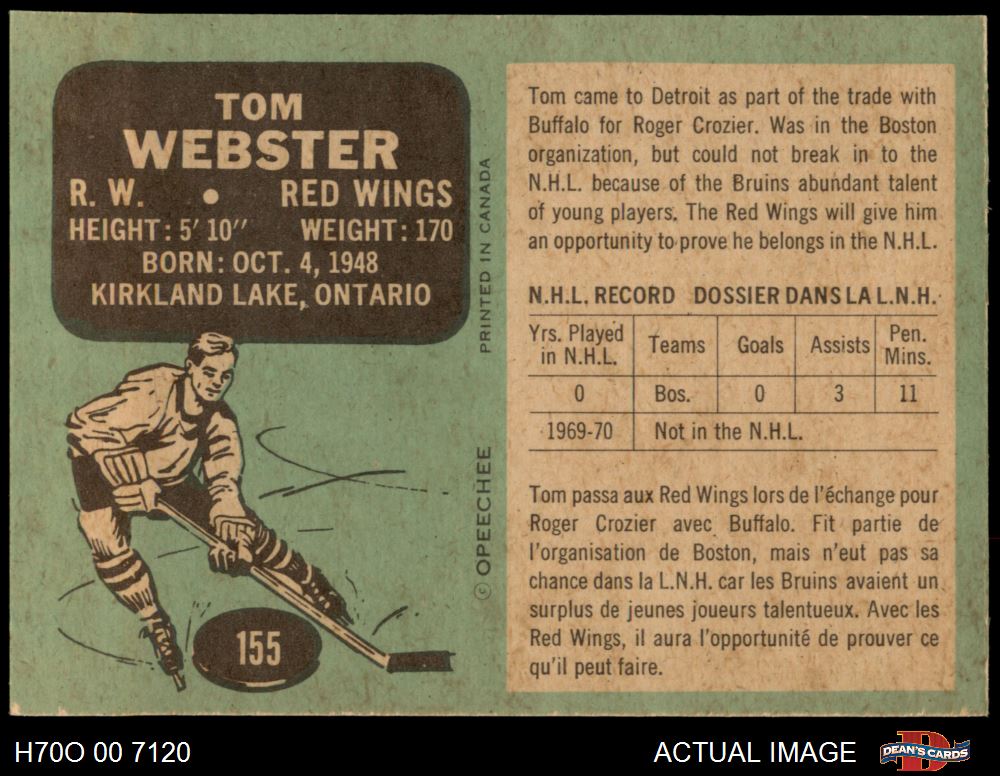 TOM
WEBSTER
R. W. • RED WINGS
HEIGHT: 5' 10" WEIGHT: 170
BORN: OCT. 4, 1948
KIRKLAND LAKE, ONTARIO
PRINTED IN CANADA
© OPEECHEE
155
Tom came to Detroit as part of the trade with
Buffalo for Roger Crozier. Was in the Boston
organization, but could not break in to the
N.H.L. because of the Bruins abundant talent
of young players. The Red Wings will give him
an opportunity to prove he belongs in the N.H.L.
N.H.L. RECORD DOSSIER DANS LA L.N.H.
Yrs. Played in N.H.L. Teams Goals Assists Pen. Mins.
0 Bos. 0 3 11
1969-70 Not in the N.H.L.
Tom passa aux Red Wings lors de l'échange pour
Roger Crozier avec Buffalo. Fit partie de
l'organisation de Boston, mais n'eut pas sa
chance dans la L.N.H. car les Bruins avaient un
surplus de jeunes joueurs talentueux. Avec les
Red Wings, il aura l'opportunité de prouver ce
qu'il peut faire.
H70O 00 7120
ACTUAL IMAGE
DEAN'S CARDS